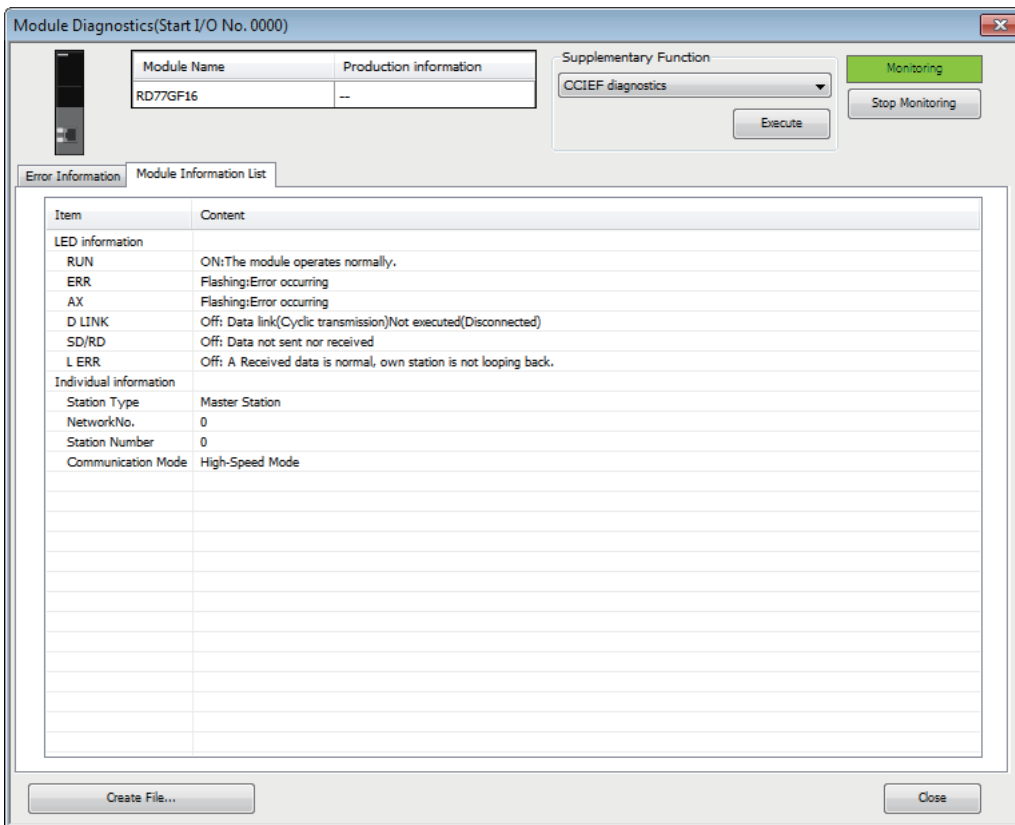 Module Diagnostics(Start I/O No. 0000)
Module Name Production information
RD77GF16 --
Supplementary Function
CCIEF diagnostics
Execute
Monitoring
Stop Monitoring
Error Information Module Information List
Item Content
LED information
RUN ON:The module operates normally.
ERR Flashing:Error occurring
AX Flashing:Error occurring
D LINK Off: Data link(Cyclic transmission)Not executed(Disconnected)
SD/RD Off: Data not sent nor received
L ERR Off: A Received data is normal, own station is not looping back.
Individual information
Station Type Master Station
NetworkNo. 0
Station Number 0
Communication Mode High-Speed Mode
Create File... Close